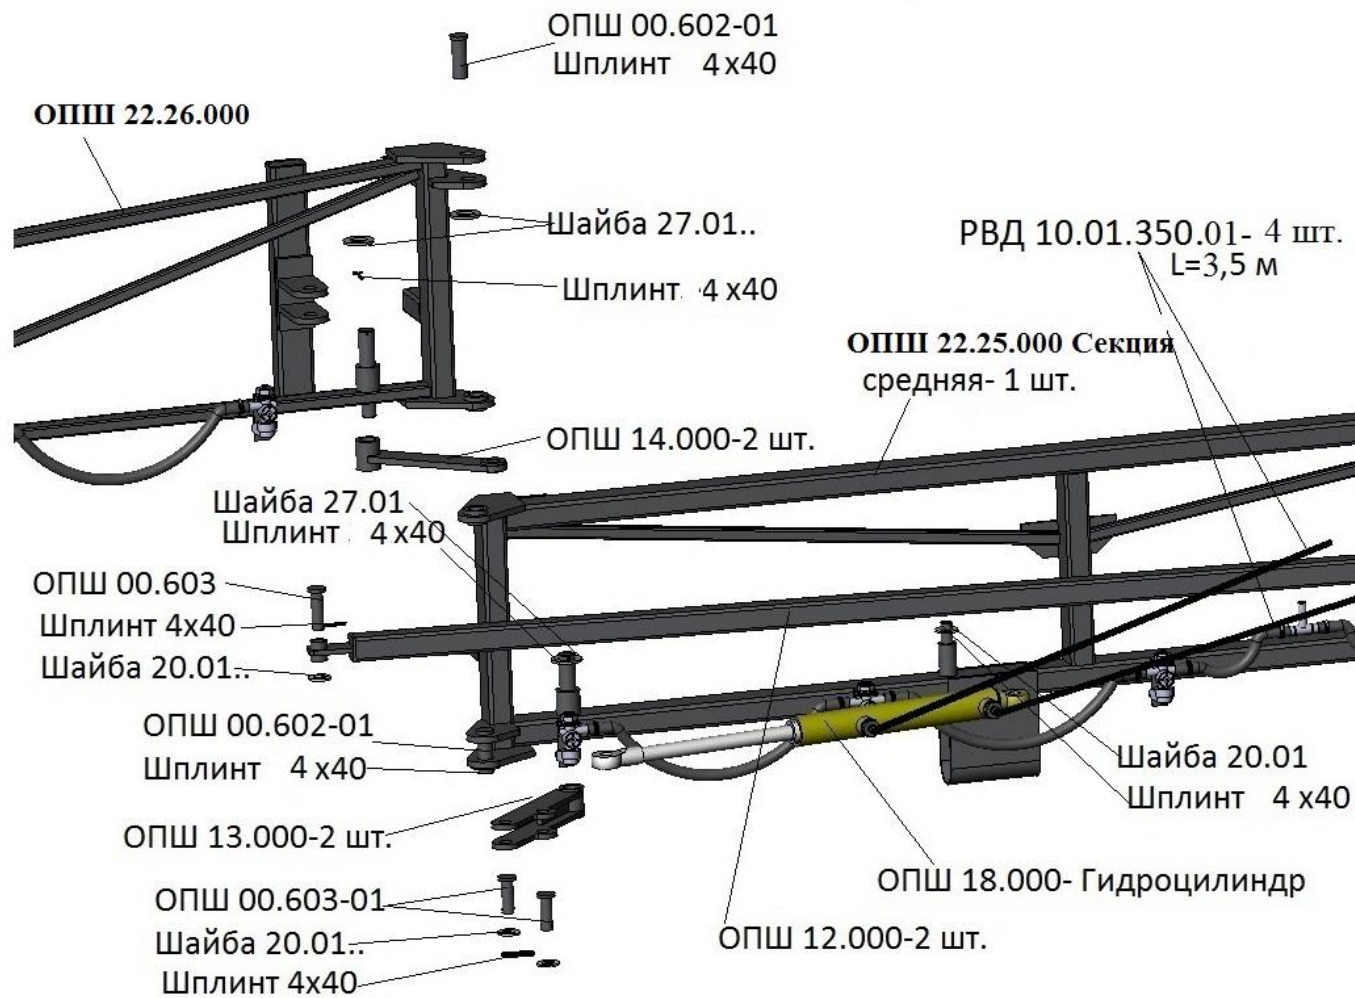 ОПШ 00.602-01
Шплинт 4х40
ОПШ 22.26.000
Шайба 27.01..
РВД 10.01.350.01- 4 шт.
L=3,5 м
Шплинт 4х40
ОПШ 22.25.000 Секция
средняя- 1 шт.
ОПШ 14.000-2 шт.
Шайба 27.01
Шплинт 4х40
ОПШ 00.603
Шплинт 4х40
Шайба 20.01..
ОПШ 00.602-01
Шплинт 4х40
Шайба 20.01
Шплинт 4х40
ОПШ 13.000-2 шт.
ОПШ 18.000- Гидроцилиндр
ОПШ 00.603-01
ОПШ 12.000-2 шт.
Шайба 20.01..
Шплинт 4х40